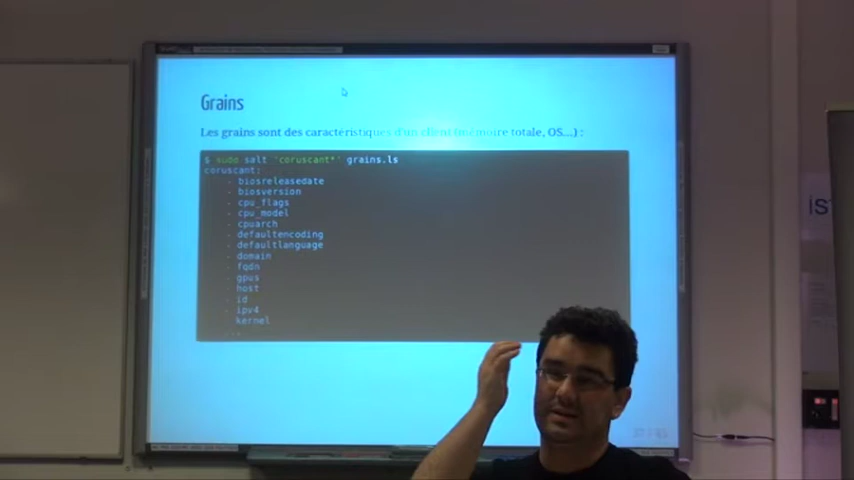 Grains
Les grains sont des caractéristiques d'un client (mémoire totale, OS...) :
$ sudo salt 'coruscant*' grains.ls
coruscant:
- biosreleasedate
- biosversion
- cpu_flags
- cpu_model
- cpuarch
- defaultencoding
- defaultlanguage
- domain
- fqdn
- gpus
- host
- id
- ipv4
kernel
...